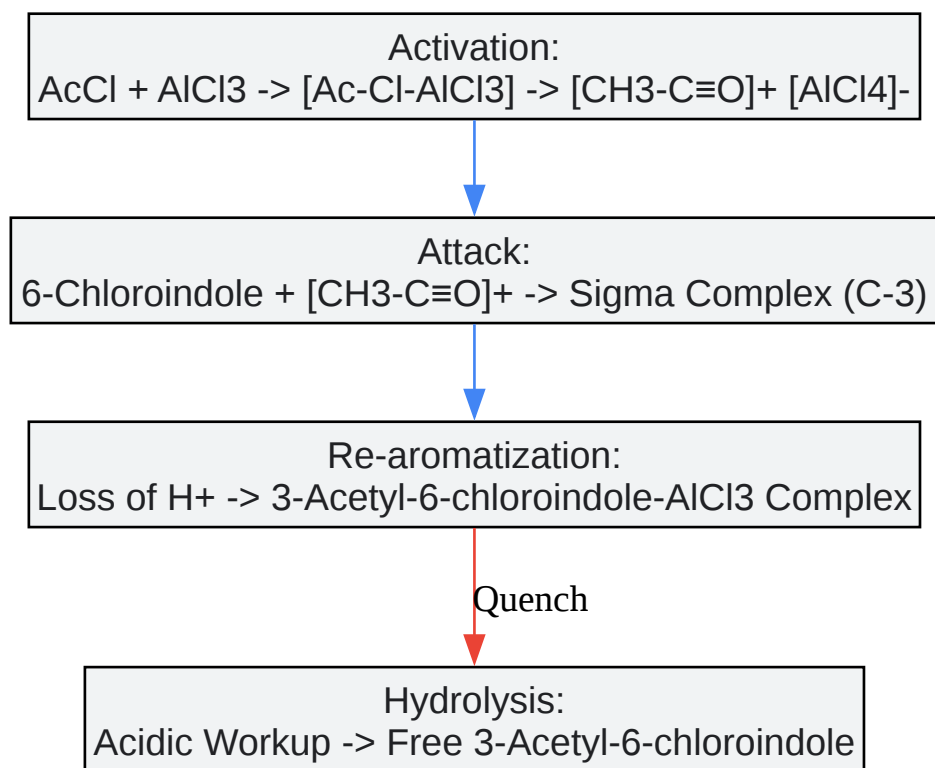 Activation:
AcCl + AlCl3 -> [Ac-Cl-AlCl3] -> [CH3-C≡O]+ [AlCl4]-
Attack:
6-Chloroindole + [CH3-C≡O]+ -> Sigma Complex (C-3)
Re-aromatization:
Loss of H+ -> 3-Acetyl-6-chloroindole-AlCl3 Complex
Quench
Hydrolysis:
Acidic Workup -> Free 3-Acetyl-6-chloroindole